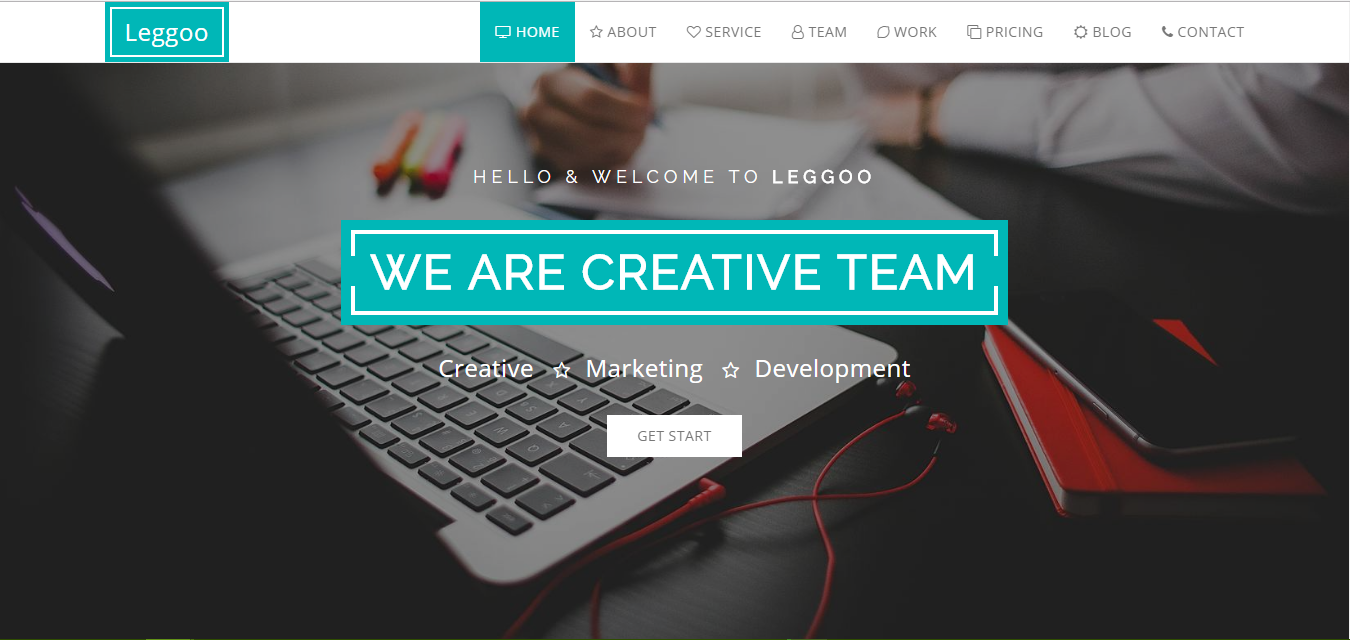 Leggoo
HOME ABOUT SERVICE TEAM WORK PRICING BLOG CONTACT
HELLO & WELCOME TO LEGGOO
WE ARE CREATIVE TEAM
Creative ☆ Marketing ☆ Development
GET START